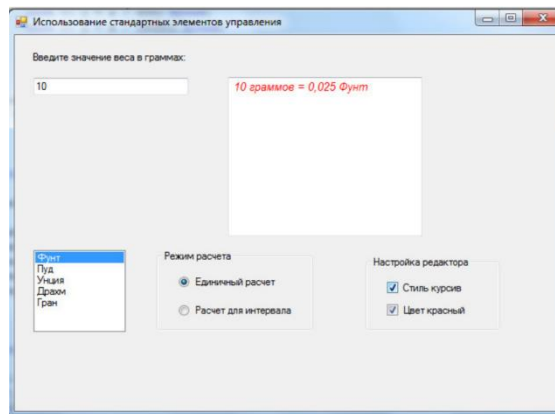 Использование стандартных элементов управления
Введите значение веса в граммах:
10
10 граммов = 0,025 Фунт
Фунт
Пуд
Унция
Драхм
Гран
Режим расчета
Единичный расчет
Расчет для интервала
Настройка редактора
Стиль курсив
Цвет красный